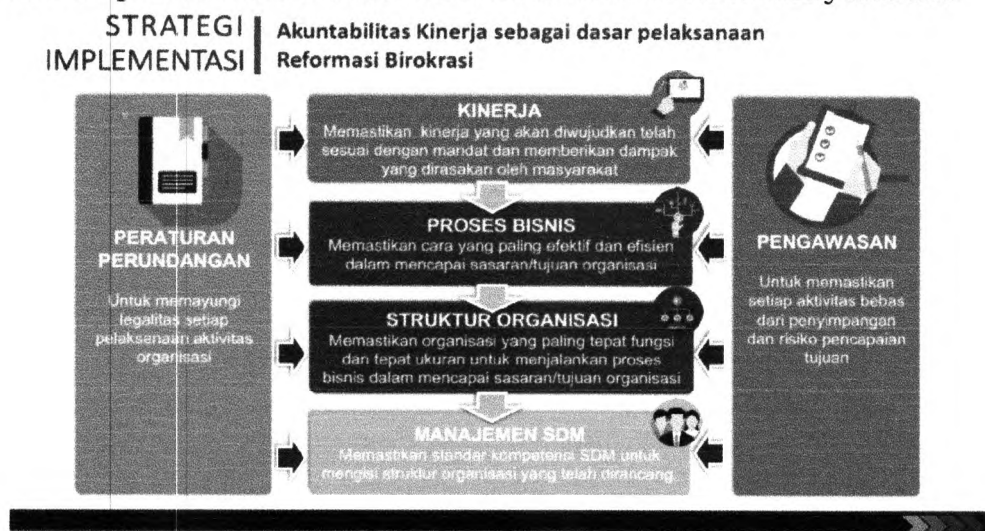 STRATEGI
IMPLEMENTASI
Akuntabilitas Kinerja sebagai dasar pelaksanaan
Reformasi Birokrasi
PERATURAN
PERUNDANGAN
Untuk memayungi
legalitas setiap
pelaksanaan aktivitas
organisasi
KINERJA
Memastikan kinerja yang akan diwujudkan telah
sesuai dengan mandat dan memberikan dampak
yang dirasakan oleh masyarakat
PROSES BISNIS
Memastikan cara yang paling efektif dan efisien
dalam mencapai sasaran/tujuan organisasi
STRUKTUR ORGANISASI
Memastikan organisasi yang paling tepat fungsi
dan tepat ukuran untuk menjalankan proses
bisnis dalam mencapai sasaran/tujuan organisasi
MANAJEMEN SDM
Memastikan standar kompetensi SDM untuk
mengisi struktur organisasi yang telah dirancang
PENGAWASAN
Untuk memastikan
setiap aktivitas bebas
dari penyimpangan
dan risiko pencapaian
tujuan